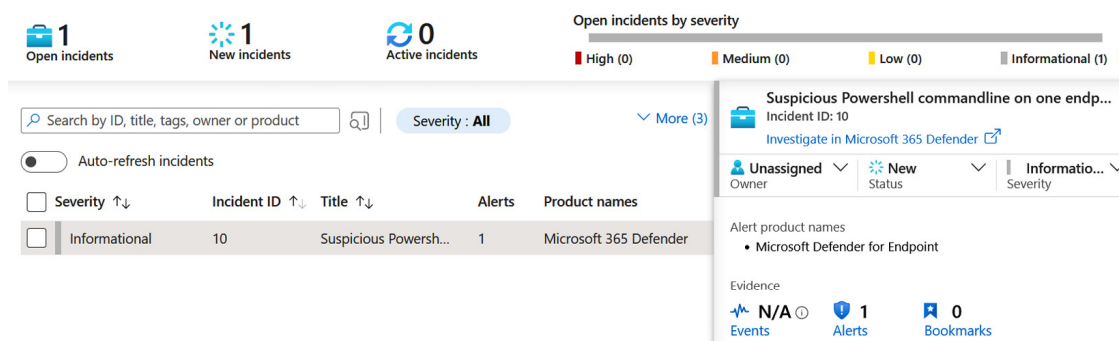 1
Open incidents
1
New incidents
0
Active incidents
Open incidents by severity
High (0)
Medium (0)
Low (0)
Informational (1)
Search by ID, title, tags, owner or product
Severity : All
More (3)
Auto-refresh incidents
Severity ↑↓ Incident ID ↑↓ Title ↑↓ Alerts Product names
Informational 10 Suspicious Powersh... 1 Microsoft 365 Defender
Suspicious Powershell commandline on one endp...
Incident ID: 10
Investigate in Microsoft 365 Defender
Unassigned
Owner
New
Status
Informatio...
Severity
Alert product names
• Microsoft Defender for Endpoint
Evidence
N/A
Events
1
Alerts
0
Bookmarks